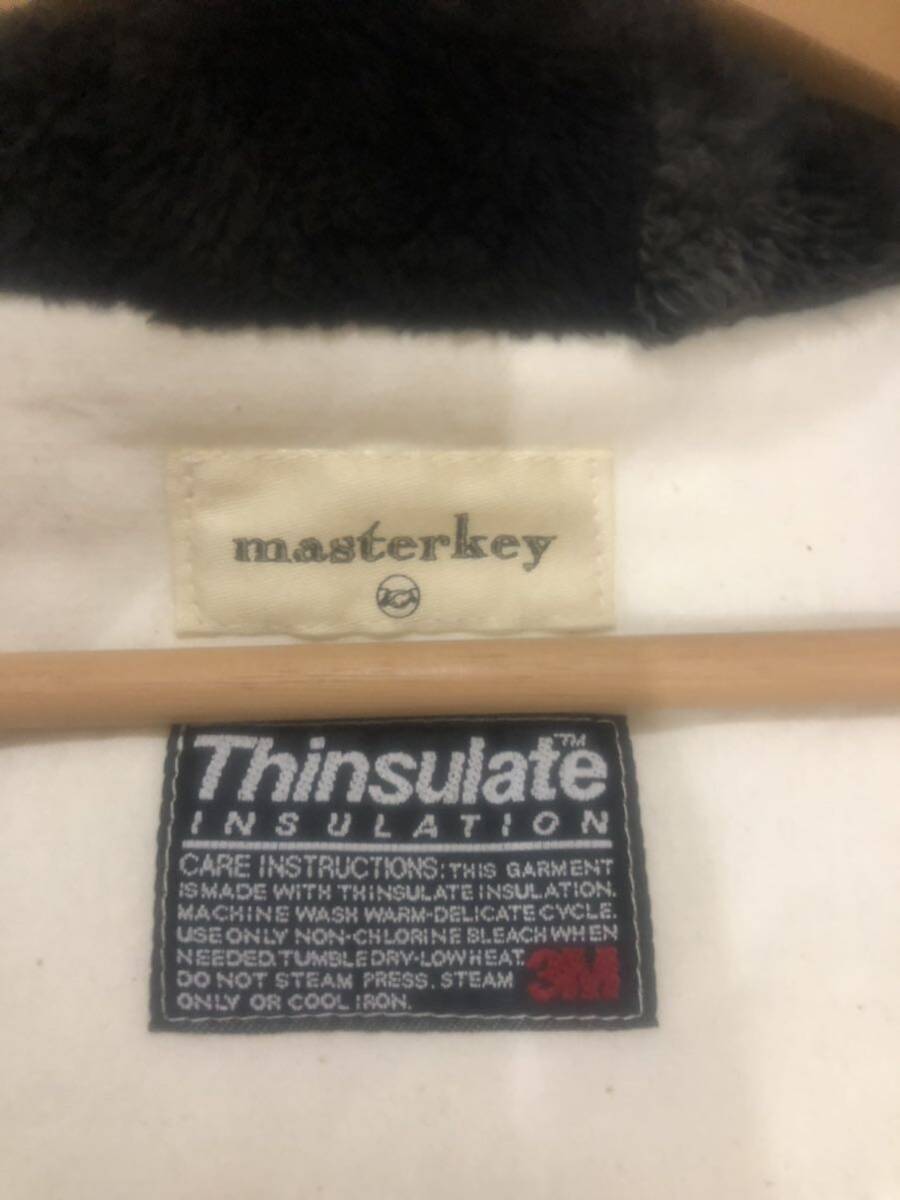 masterkey
Thinsulate™
INSULATION
CARE INSTRUCTIONS: THIS GARMENT
IS MADE WITH THINSULATE INSULATION.
MACHINE WASH WARM-DELICATE CYCLE.
USE ONLY NON-CHLORINE BLEACH WHEN
NEEDED. TUMBLE DRY-LOW HEAT.
DO NOT STEAM PRESS. STEAM
ONLY OR COOL IRON.
3M